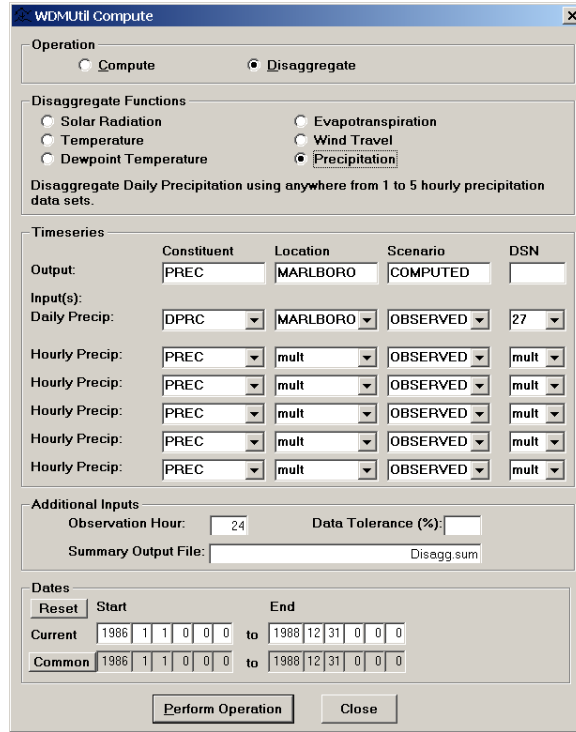 WDMUtil Compute
Operation
Compute Disaggregate
Disaggregate Functions
Solar Radiation Evapotranspiration
Temperature Wind Travel
Dewpoint Temperature Precipitation
Disaggregate Daily Precipitation using anywhere from 1 to 5 hourly precipitation
data sets.
Timeseries
Constituent Location Scenario DSN
Output: PREC MARLBORO COMPUTED
Input(s):
Daily Precip: DPRC MARLBORO OBSERVED 27
Hourly Precip: PREC mult OBSERVED mult
Hourly Precip: PREC mult OBSERVED mult
Hourly Precip: PREC mult OBSERVED mult
Hourly Precip: PREC mult OBSERVED mult
Hourly Precip: PREC mult OBSERVED mult
Additional Inputs
Observation Hour: 24 Data Tolerance (%):
Summary Output File: Disagg.sum
Dates
Reset Start End
Current 1986 1 1 0 0 0 to 1988 12 31 0 0 0
Common 1986 1 1 0 0 0 to 1988 12 31 0 0 0
Perform Operation Close